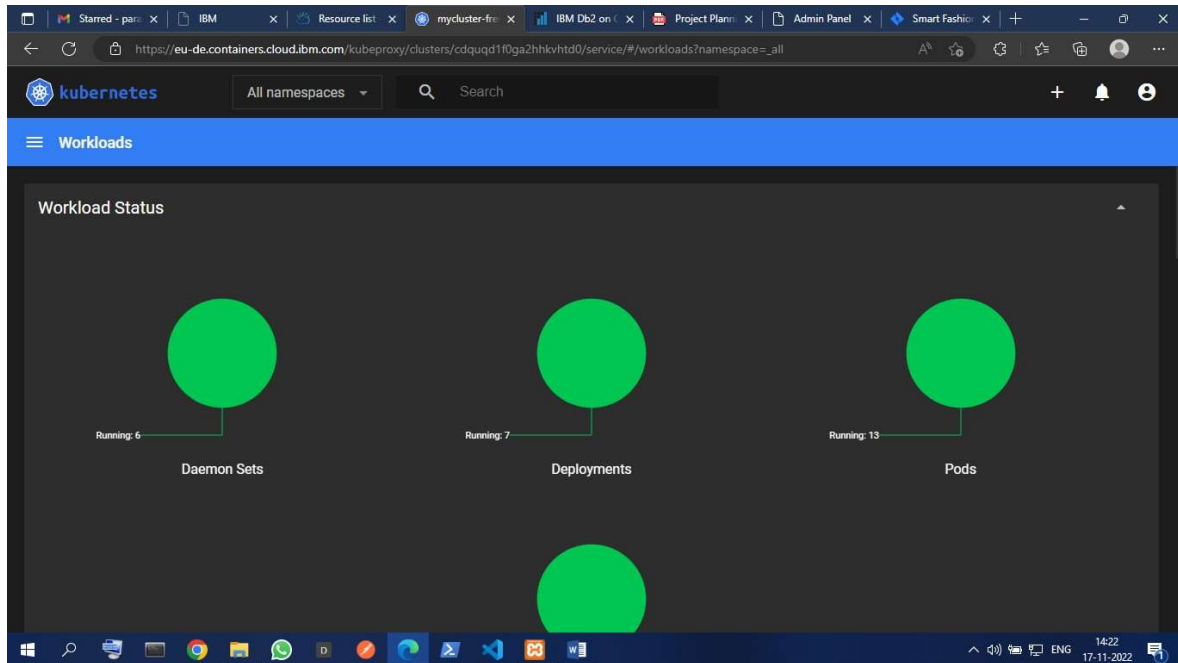 Starred - para
IBM
Resource list
mycluster-fre
IBM Db2 on C
Project Plann
Admin Panel
Smart Fashion
https://eu-de.containers.cloud.ibm.com/kubeproxy/clusters/cdquqd1f0ga2hhkvhtd0/service/#/workloads?namespace=_all
kubernetes
All namespaces
Search
Workloads
Workload Status
Running: 6
Running: 7
Running: 13
Daemon Sets
Deployments
Pods
ENG
14:22
17-11-2022